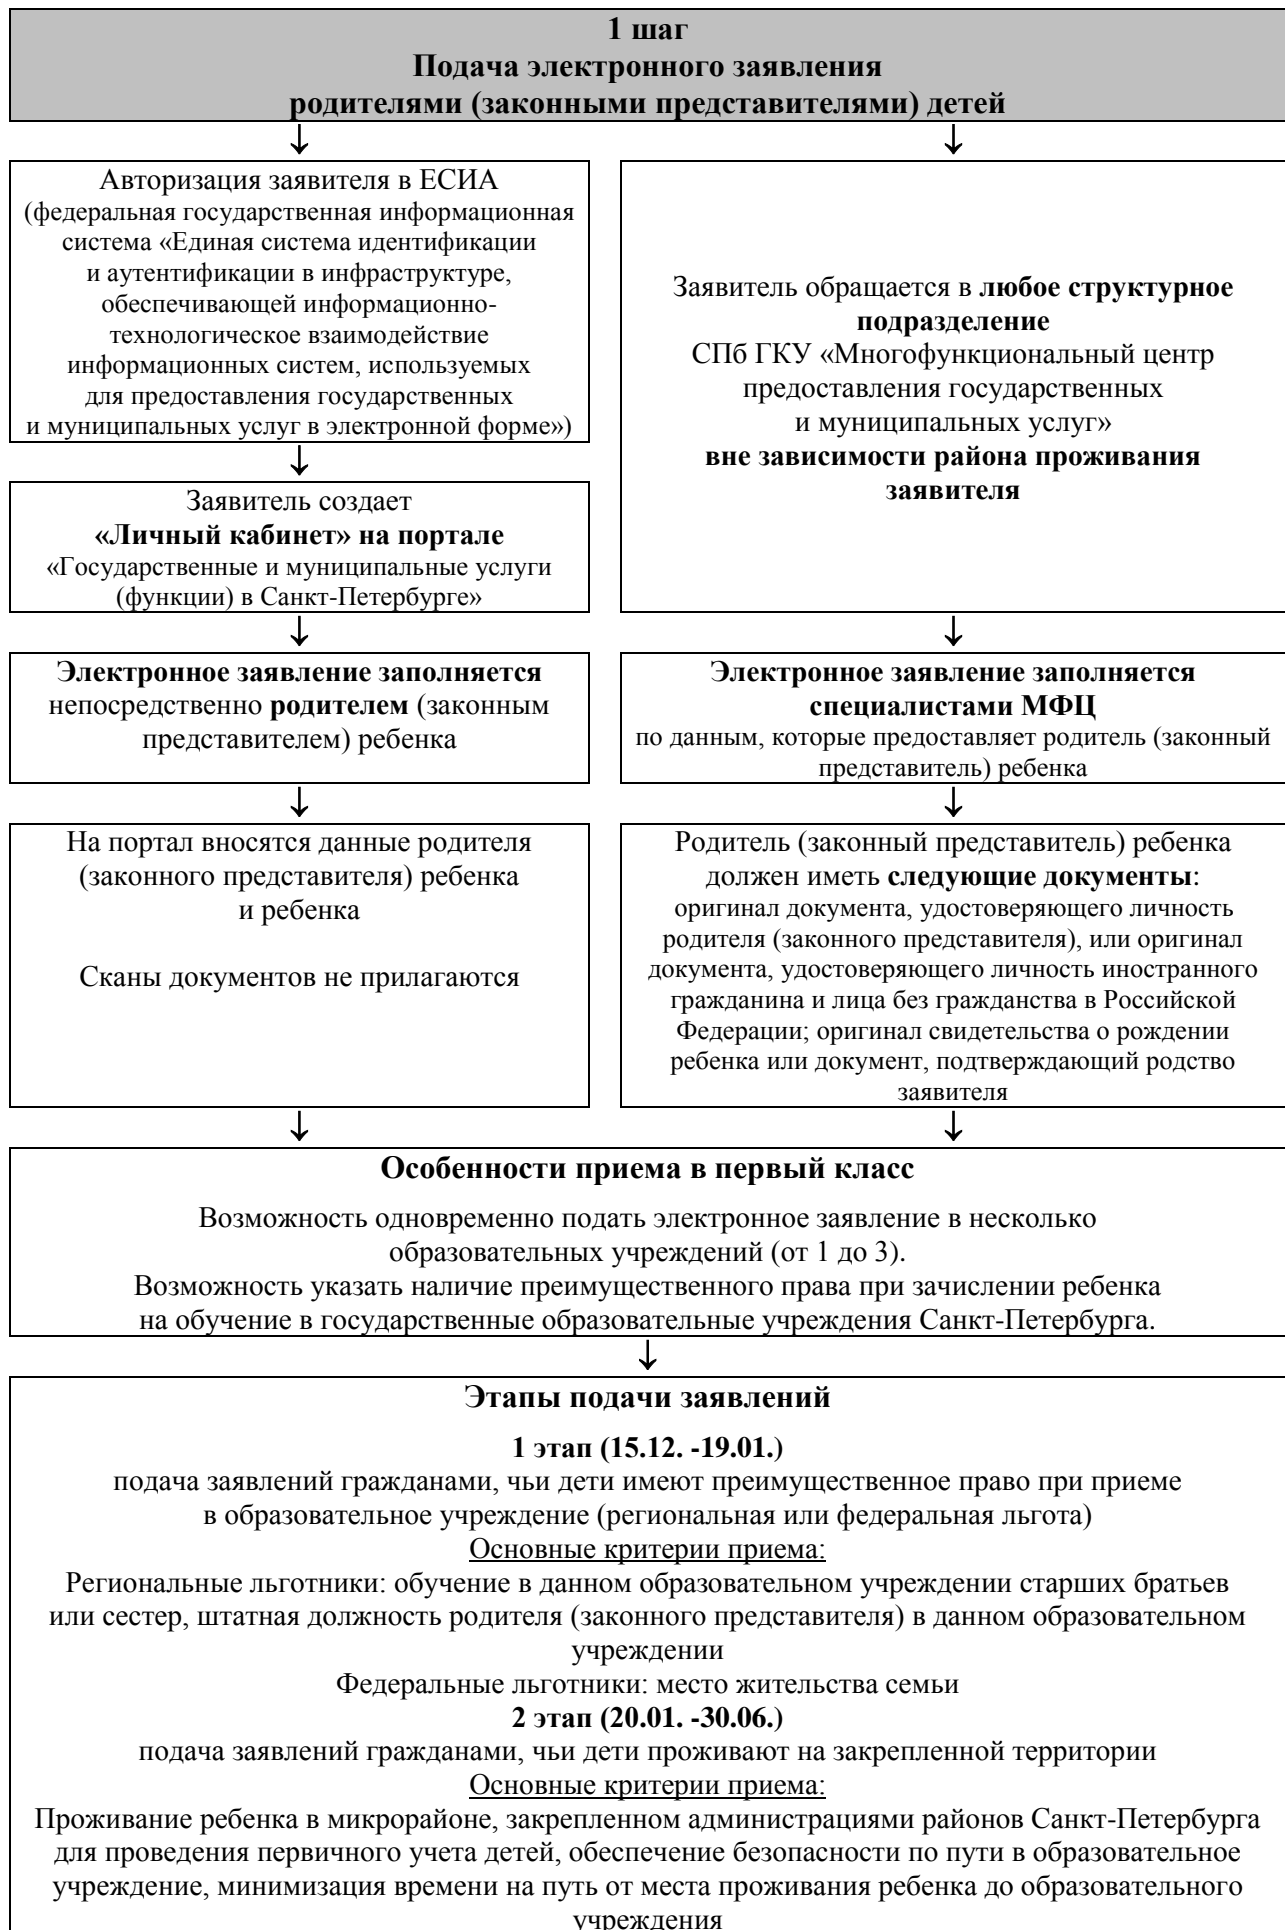 1 шаг
Подача электронного заявления
родителями (законными представителями) детей
↓
Авторизация заявителя в ЕСИА
(федеральная государственная информационная
система «Единая система идентификации
и аутентификации в инфраструктуре,
обеспечивающей информационно-
технологическое взаимодействие
информационных систем, используемых
для предоставления государственных
и муниципальных услуг в электронной форме»)
↓
Заявитель создает
«Личный кабинет» на портале
«Государственные и муниципальные услуги
(функции) в Санкт-Петербурге»
↓
Электронное заявление заполняется
непосредственно родителем (законным
представителем) ребенка
↓
На портал вносятся данные родителя
(законного представителя) ребенка
и ребенка
Сканы документов не прилагаются
↓
↓
Заявитель обращается в любое структурное
подразделение
СПб ГКУ «Многофункциональный центр
предоставления государственных
и муниципальных услуг»
вне зависимости района проживания
заявителя
↓
Электронное заявление заполняется
специалистами МФЦ
по данным, которые предоставляет родитель (законный
представитель) ребенка
↓
Родитель (законный представитель) ребенка
должен иметь следующие документы:
оригинал документа, удостоверяющего личность
родителя (законного представителя), или оригинал
документа, удостоверяющего личность иностранного
гражданина и лица без гражданства в Российской
Федерации; оригинал свидетельства о рождении
ребенка или документ, подтверждающий родство
заявителя
↓
Особенности приема в первый класс
Возможность одновременно подать электронное заявление в несколько
образовательных учреждений (от 1 до 3).
Возможность указать наличие преимущественного права при зачислении ребенка
на обучение в государственные образовательные учреждения Санкт-Петербурга.
↓
Этапы подачи заявлений
1 этап (15.12. -19.01.)
подача заявлений гражданами, чьи дети имеют преимущественное право при приеме
в образовательное учреждение (региональная или федеральная льгота)
Основные критерии приема:
Региональные льготники: обучение в данном образовательном учреждении старших братьев
или сестер, штатная должность родителя (законного представителя) в данном образовательном
учреждении
Федеральные льготники: место жительства семьи
2 этап (20.01. -30.06.)
подача заявлений гражданами, чьи дети проживают на закрепленной территории
Основные критерии приема:
Проживание ребенка в микрорайоне, закрепленном администрациями районов Санкт-Петербурга
для проведения первичного учета детей, обеспечение безопасности по пути в образовательное
учреждение, минимизация времени на путь от места проживания ребенка до образовательного
учреждения